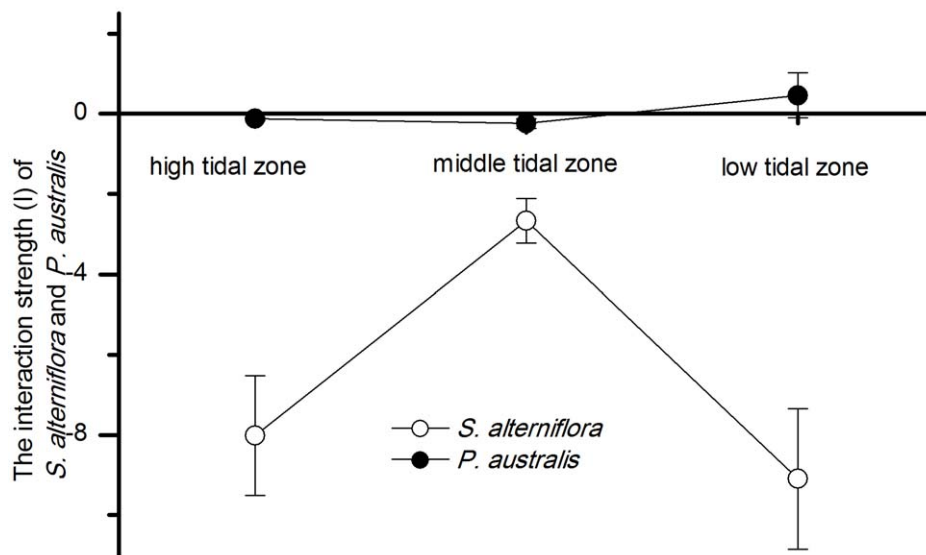 The interaction strength (I) of
S. alterniflora and P. australis
0
-4
-8
high tidal zone
middle tidal zone
low tidal zone
S. alterniflora
P. australis